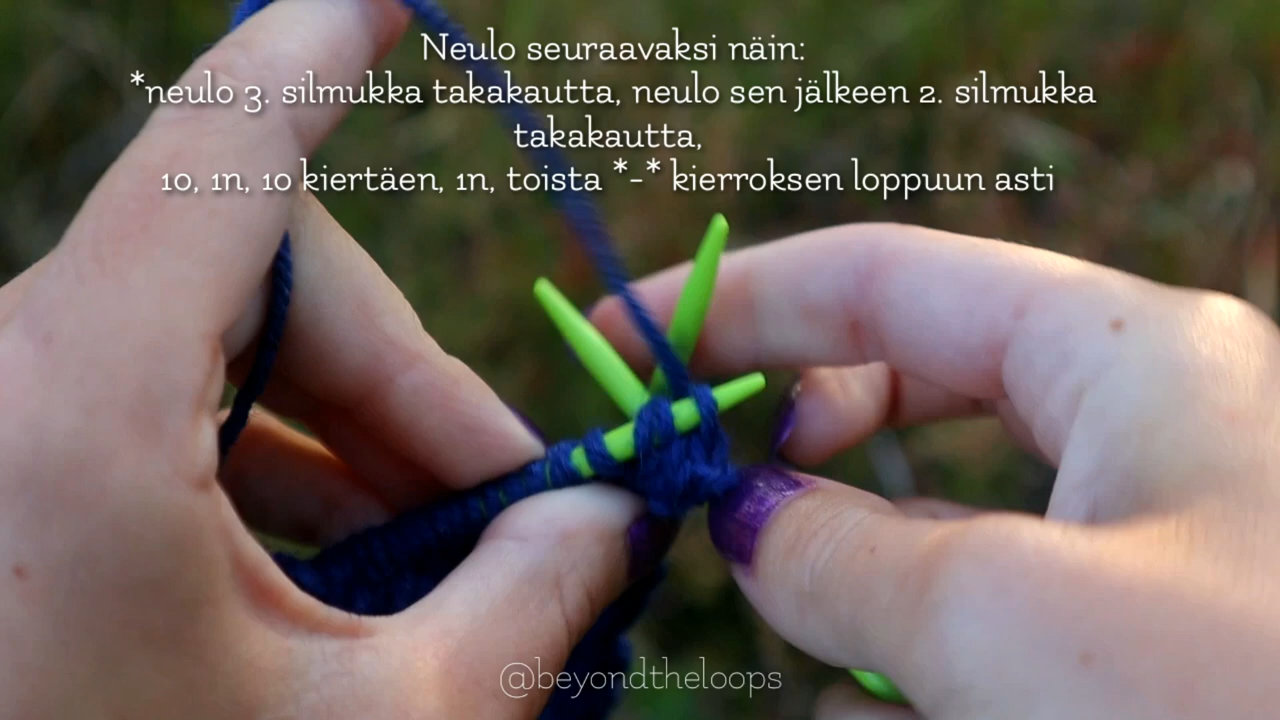 Neulo seuraavaksi näin:
*neulo 3. silmukka takakautta, neulo sen jälkeen 2. silmukka
takakautta,
1o, 1n, 1o kiertäen, 1n, toista *-* kierroksen loppuun asti
@beyondtheloops